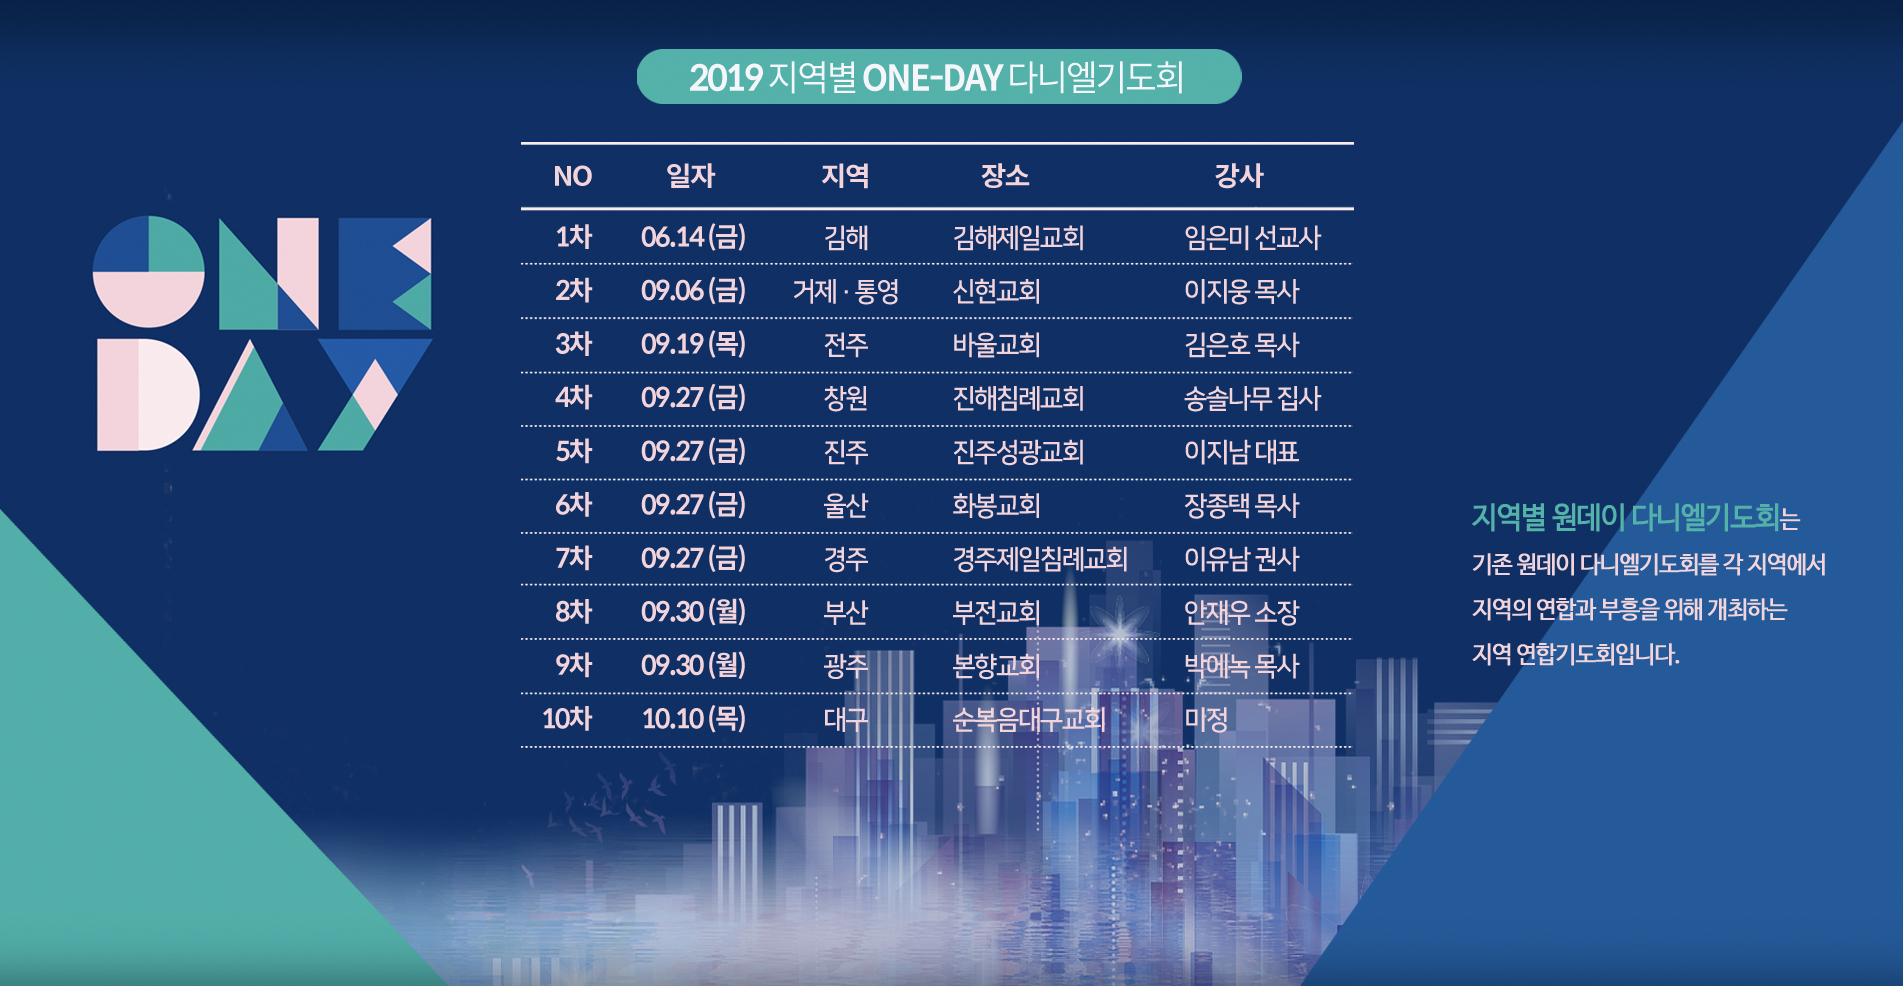 2019 지역별 ONE-DAY 다니엘기도회
ONE
DAY
NO 일자 지역 장소 강사
1차 06.14 (금) 김해 김해제일교회 임은미 선교사
2차 09.06 (금) 거제 · 통영 신현교회 이지웅 목사
3차 09.19 (목) 전주 바울교회 김은호 목사
4차 09.27 (금) 창원 진해침례교회 송솔나무 집사
5차 09.27 (금) 진주 진주성광교회 이지남 대표
6차 09.27 (금) 울산 화봉교회 장종택 목사
7차 09.27 (금) 경주 경주제일침례교회 이유남 권사
8차 09.30 (월) 부산 부전교회 안재우 소장
9차 09.30 (월) 광주 본향교회 박에녹 목사
10차 10.10 (목) 대구 순복음대구교회 미정
지역별 원데이 다니엘기도회는
기존 원데이 다니엘기도회를 각 지역에서
지역의 연합과 부흥을 위해 개최하는
지역 연합기도회입니다.